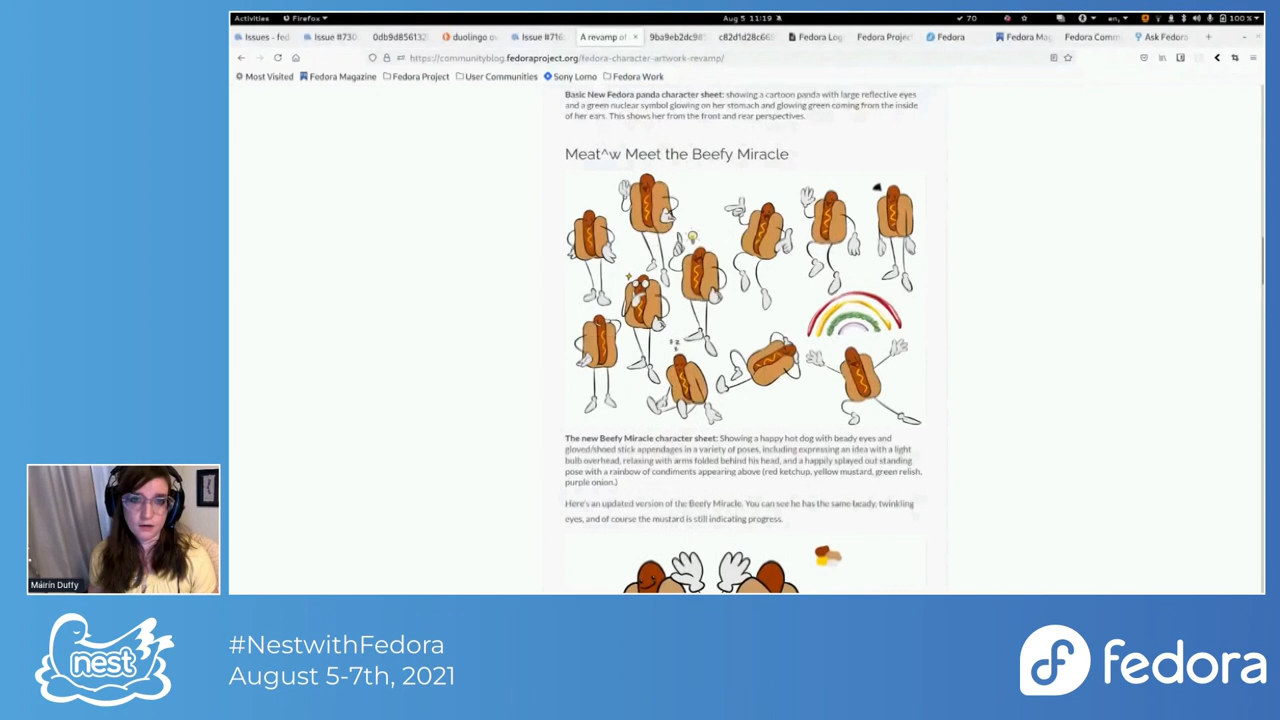 Activities Firefox Aug 5 11:19 70 en, 100 %
Issues - fed Issue #730 0db9d856132 duolingo o Issue #716 A revamp of × 9ba9eb2dc98 c82d1d28c66 Fedora Log Fedora Projec Fedora Fedora Mag Fedora Comm Ask Fedora +
https://communityblog.fedoraproject.org/fedora-character-artwork-revamp/
Most Visited Fedora Magazine Fedora Project User Communities Sony Lomo Fedora Work
Basic New Fedora panda character sheet: showing a cartoon panda with large reflective eyes
and a green nuclear symbol glowing on her stomach and glowing green coming from the inside
of her ears. This shows her from the front and rear perspectives.
Meat^w Meet the Beefy Miracle
z z
z
The new Beefy Miracle character sheet: Showing a happy hot dog with beady eyes and
gloved/shoed stick appendages in a variety of poses, including expressing an idea with a light
bulb overhead, relaxing with arms folded behind his head, and a happily splayed out standing
pose with a rainbow of condiments appearing above (red ketchup, yellow mustard, green relish,
purple onion.)
Here's an updated version of the Beefy Miracle. You can see he has the same beady, twinkling
eyes, and of course the mustard is still indicating progress.
Máirín Duffy
nest
#NestwithFedora
August 5-7th, 2021
fedora